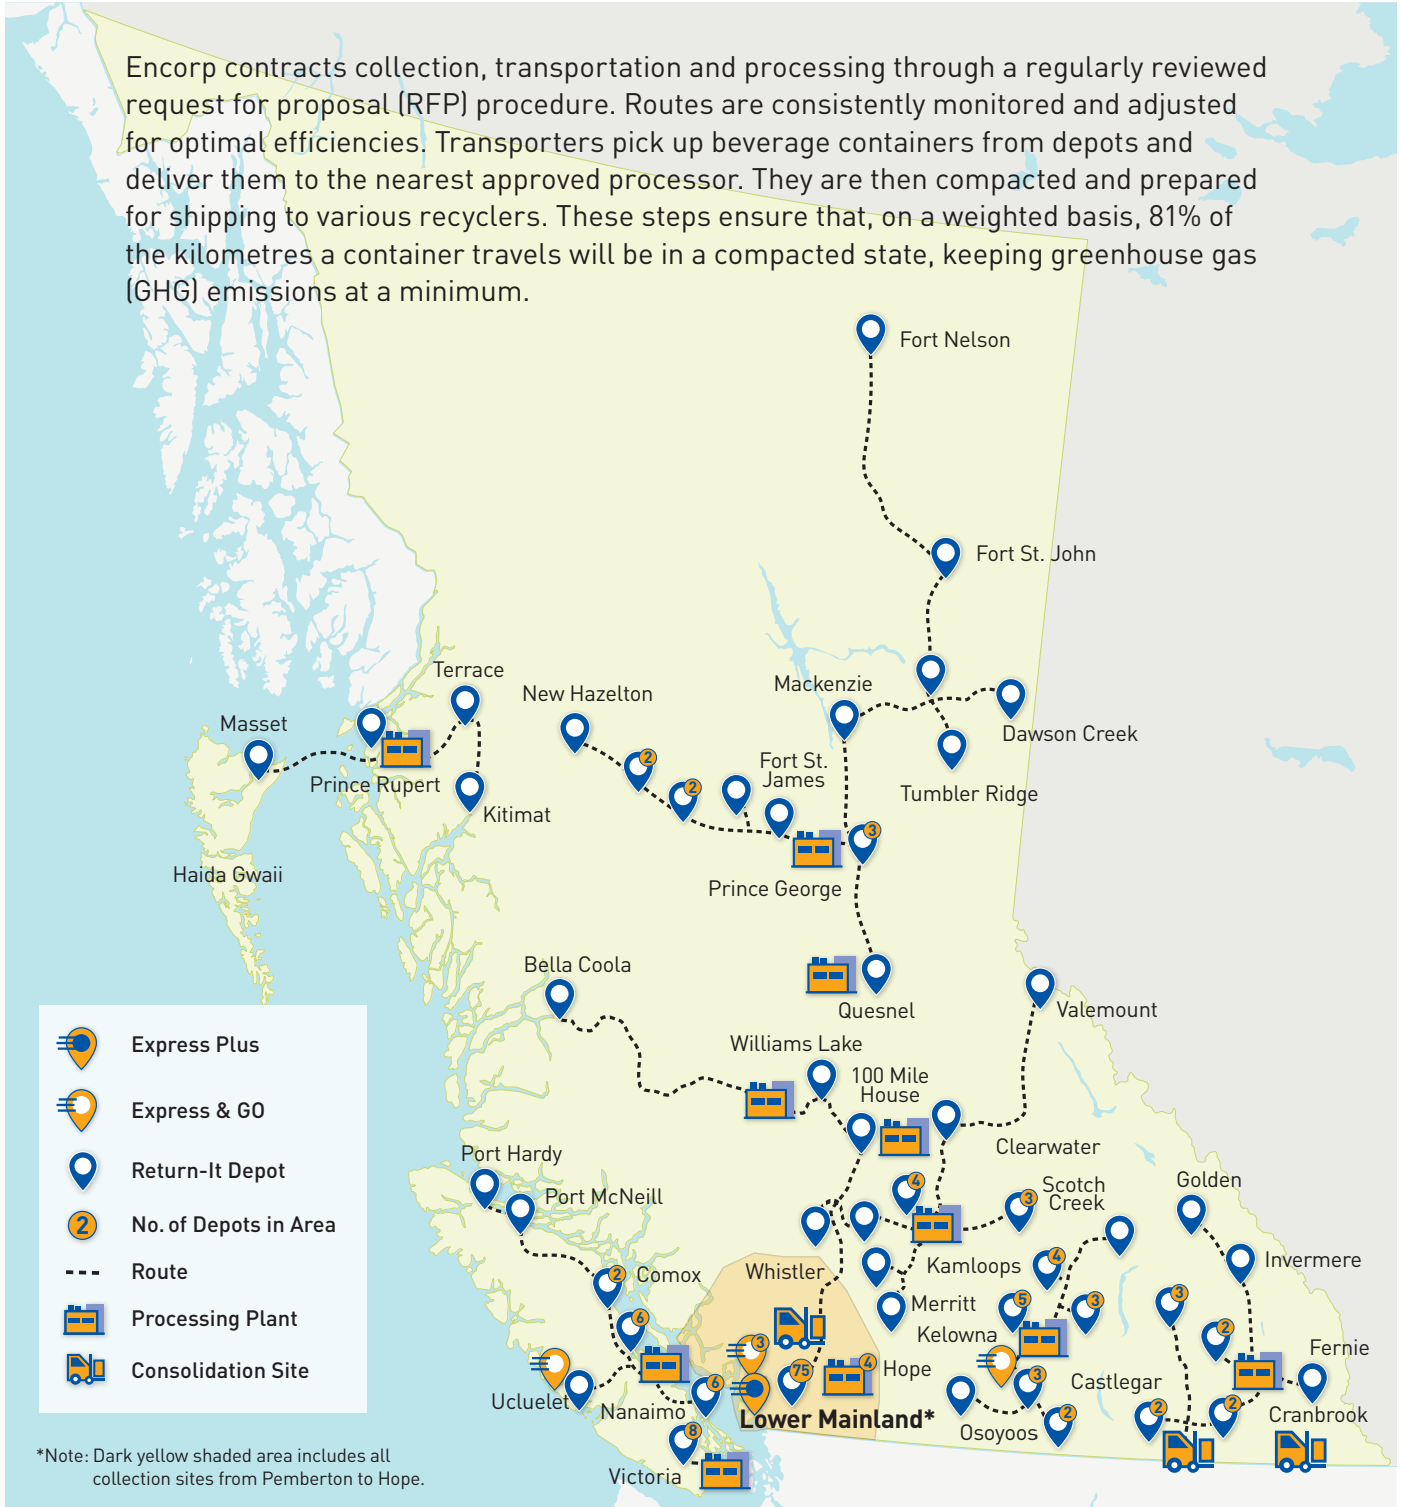 Encorp contracts collection, transportation and processing through a regularly reviewed
request for proposal (RFP) procedure. Routes are consistently monitored and adjusted
for optimal efficiencies. Transporters pick up beverage containers from depots and
deliver them to the nearest approved processor. They are then compacted and prepared
for shipping to various recyclers. These steps ensure that, on a weighted basis, 81% of
the kilometres a container travels will be in a compacted state, keeping greenhouse gas
(GHG) emissions at a minimum.
Fort Nelson
Fort St. John
Terrace
New Hazelton
Mackenzie
Masset
Dawson Creek
2
Fort St.
James
Prince Rupert
2
Tumbler Ridge
Kitimat
3
Haida Gwaii
Prince George
Bella Coola
Quesnel
Valemount
Williams Lake
100 Mile
House
Clearwater
Port Hardy
4
Scotch
Creek
3
Golden
Port McNeill
Kamloops
4
Invermere
Whistler
2
Comox
Merritt
5
3
3
6
Kelowna
2
3
4
Hope
Fernie
75
3
Castlegar
Ucluelet
6
Nanaimo
Lower Mainland*
Osoyoos
2
2
2
Cranbrook
8
Victoria
Express Plus
Express & GO
Return-It Depot
2
No. of Depots in Area
Route
Processing Plant
Consolidation Site
*Note: Dark yellow shaded area includes all
collection sites from Pemberton to Hope.